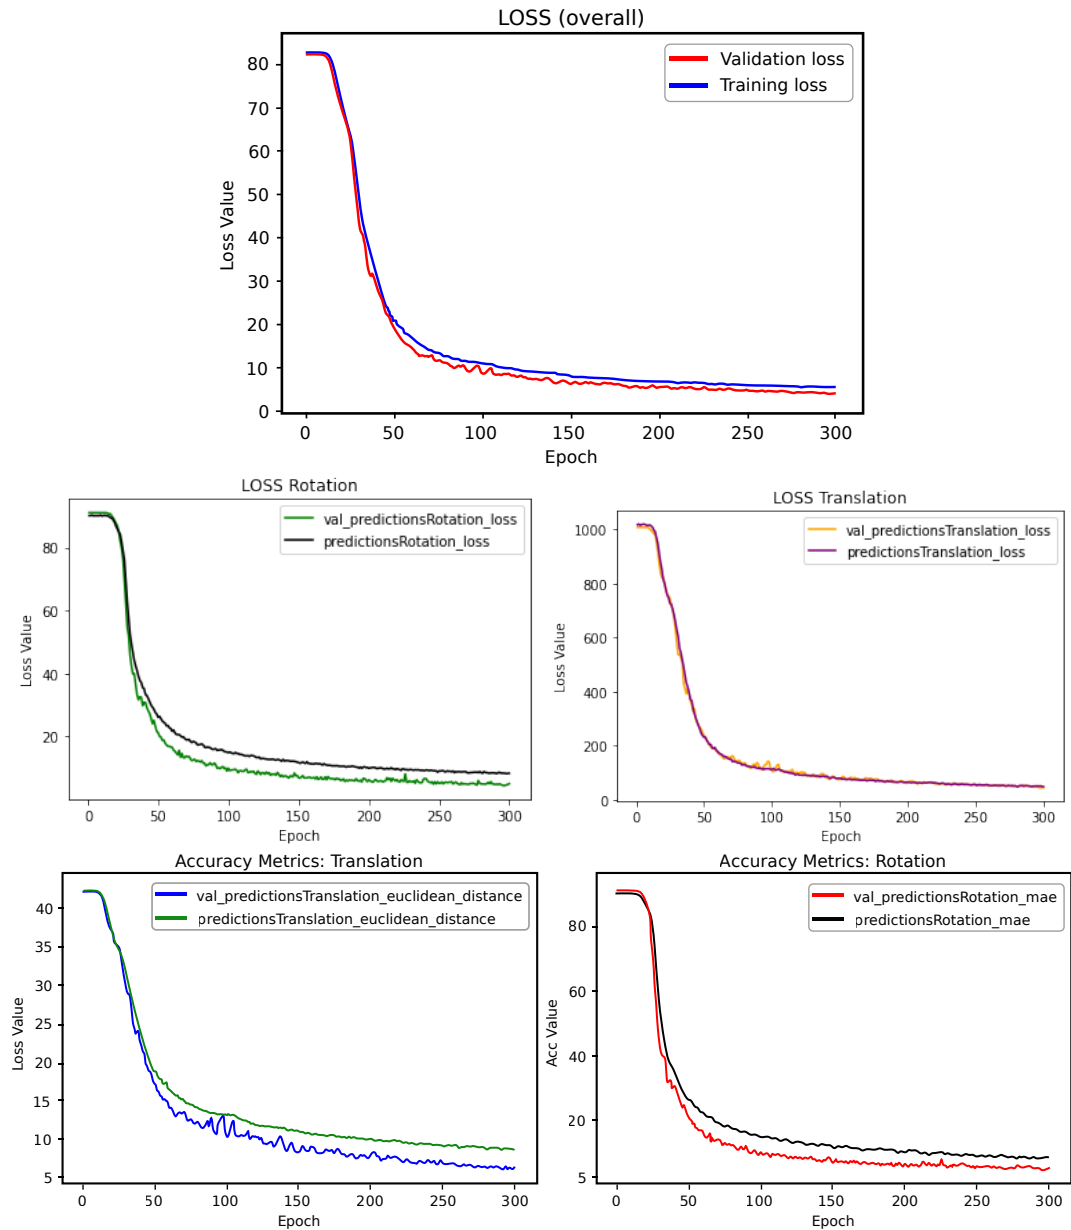 LOSS (overall)
Validation loss
Training loss
Loss Value
80
70
60
50
40
30
20
10
0
0 50 100 150 200 250 300
Epoch
LOSS Rotation
val_predictionsRotation_loss
predictionsRotation_loss
Loss Value
80
60
40
20
0 50 100 150 200 250 300
Epoch
LOSS Translation
val_predictionsTranslation_loss
predictionsTranslation_loss
Loss Value
1000
800
600
400
200
0
0 50 100 150 200 250 300
Epoch
Accuracy Metrics: Translation
val_predictionsTranslation_euclidean_distance
predictionsTranslation_euclidean_distance
Loss Value
40
35
30
25
20
15
10
5
0 50 100 150 200 250 300
Epoch
Accuracy Metrics: Rotation
val_predictionsRotation_mae
predictionsRotation_mae
Acc Value
80
60
40
20
5
0 50 100 150 200 250 300
Epoch